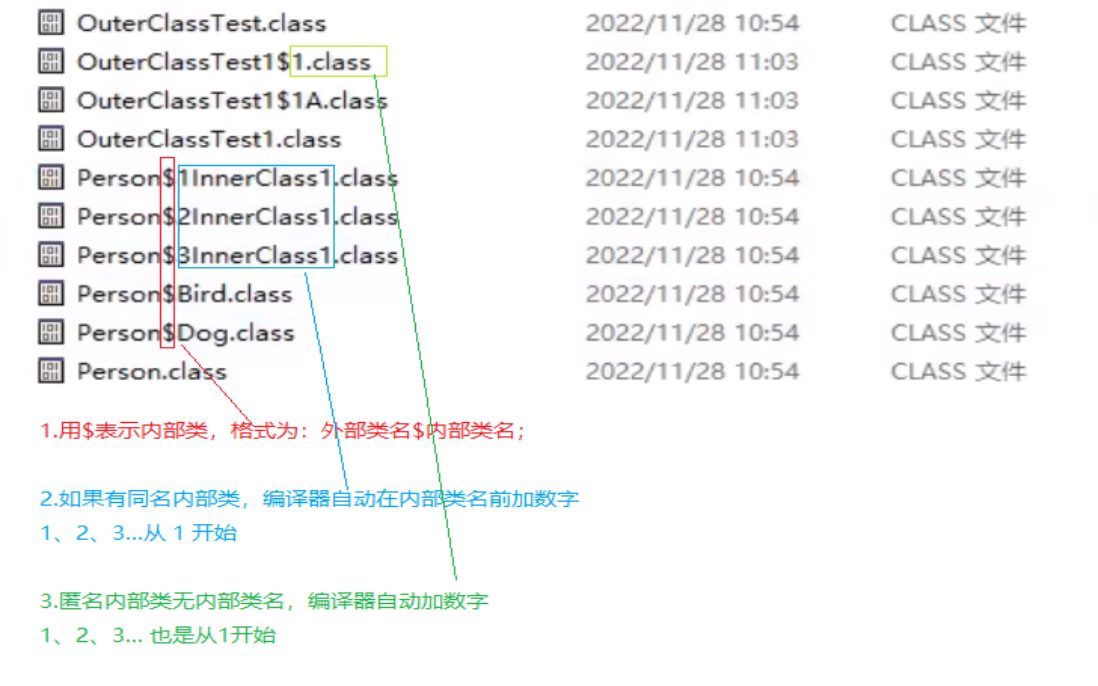 OuterClassTest.class 2022/11/28 10:54 CLASS 文件
OuterClassTest1$1.class 2022/11/28 11:03 CLASS 文件
OuterClassTest1$1A.class 2022/11/28 11:03 CLASS 文件
OuterClassTest1.class 2022/11/28 11:03 CLASS 文件
Person$1InnerClass1.class 2022/11/28 10:54 CLASS 文件
Person$2InnerClass1.class 2022/11/28 10:54 CLASS 文件
Person$3InnerClass1.class 2022/11/28 10:54 CLASS 文件
Person$Bird.class 2022/11/28 10:54 CLASS 文件
Person$Dog.class 2022/11/28 10:54 CLASS 文件
Person.class 2022/11/28 10:54 CLASS 文件
1.用$表示内部类，格式为：外部类名$内部类名；
2.如果有同名内部类，编译器自动在内部类名前加数字
1、2、3...从 1 开始
3.匿名内部类无内部类名，编译器自动加数字
1、2、3... 也是从1开始